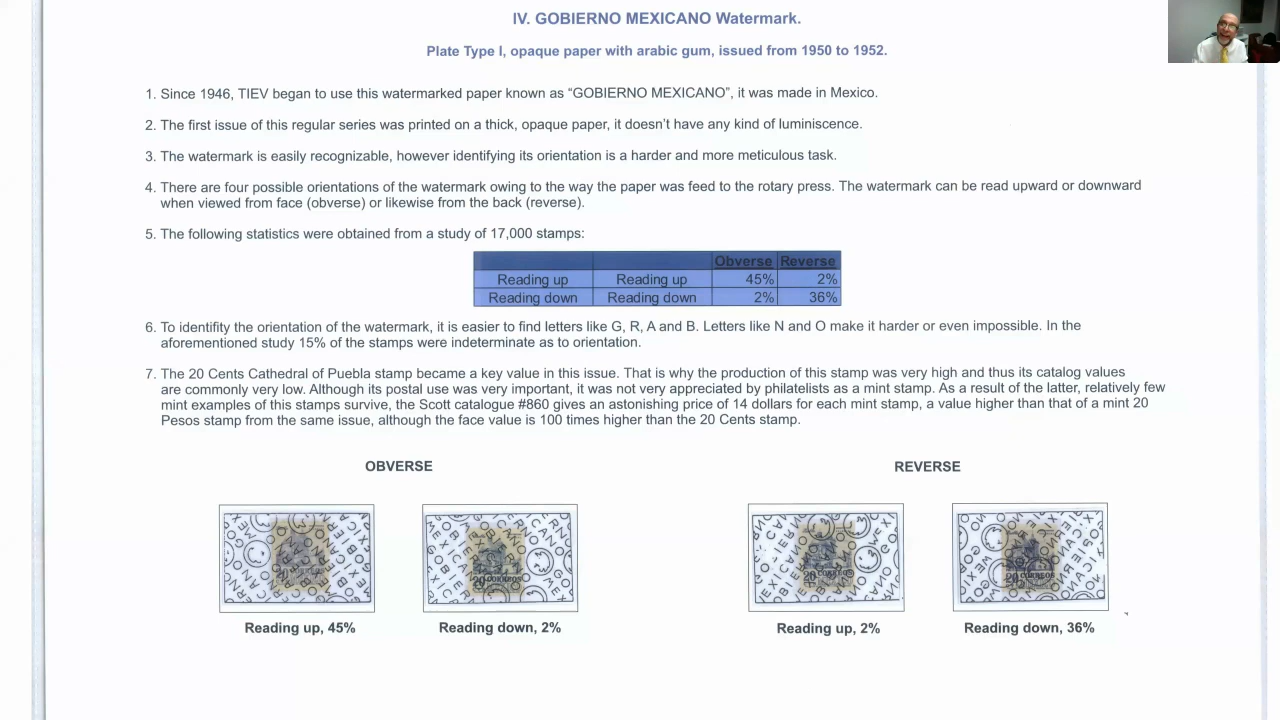 IV. GOBIERNO MEXICANO Watermark.
Plate Type I, opaque paper with arabic gum, issued from 1950 to 1952.
1. Since 1946, TIEV began to use this watermarked paper known as “GOBIERNO MEXICANO”, it was made in Mexico.
2. The first issue of this regular series was printed on a thick, opaque paper, it doesn’t have any kind of luminiscence.
3. The watermark is easily recognizable, however identifying its orientation is a harder and more meticulous task.
4. There are four possible orientations of the watermark owing to the way the paper was feed to the rotary press. The watermark can be read upward or downward
when viewed from face (obverse) or likewise from the back (reverse).
5. The following statistics were obtained from a study of 17,000 stamps:
Obverse Reverse
Reading up Reading up 45% 2%
Reading down Reading down 2% 36%
6. To identifity the orientation of the watermark, it is easier to find letters like G, R, A and B. Letters like N and O make it harder or even impossible. In the
aforementioned study 15% of the stamps were indeterminate as to orientation.
7. The 20 Cents Cathedral of Puebla stamp became a key value in this issue. That is why the production of this stamp was very high and thus its catalog values
are commonly very low. Although its postal use was very important, it was not very appreciated by philatelists as a mint stamp. As a result of the latter, relatively few
mint examples of this stamps survive, the Scott catalogue #860 gives an astonishing price of 14 dollars for each mint stamp, a value higher than that of a mint 20
Pesos stamp from the same issue, although the face value is 100 times higher than the 20 Cents stamp.
OBVERSE
REVERSE
20 CORREOS
20 CORREOS
20 CORREOS
Reading up, 45%
Reading down, 2%
Reading up, 2%
Reading down, 36%